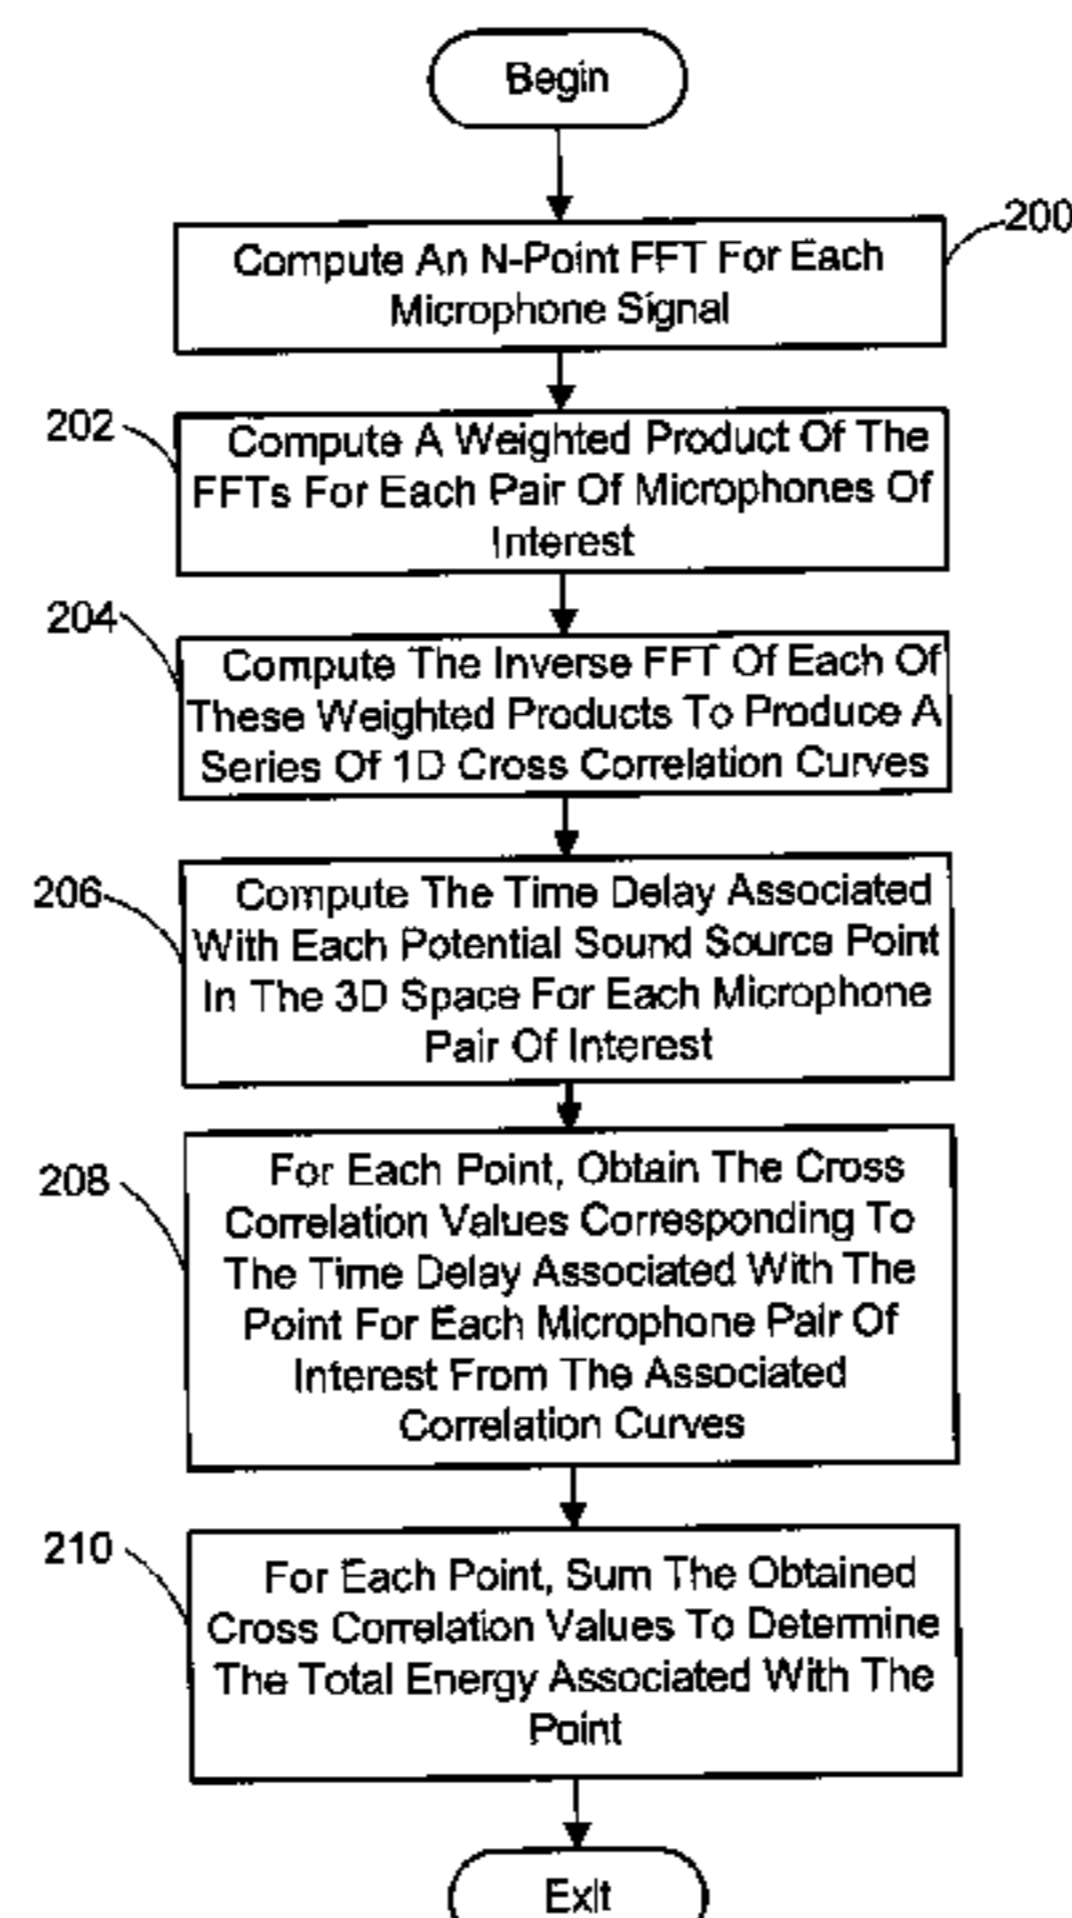 Begin
200
Compute An N-Point FFT For Each
Microphone Signal
202
Compute A Weighted Product Of The
FFTs For Each Pair Of Microphones Of
Interest
204
Compute The Inverse FFT Of Each Of
These Weighted Products To Produce A
Series Of 1D Cross Correlation Curves
206
Compute The Time Delay Associated
With Each Potential Sound Source Point
In The 3D Space For Each Microphone
Pair Of Interest
208
For Each Point, Obtain The Cross
Correlation Values Corresponding To
The Time Delay Associated With The
Point For Each Microphone Pair Of
Interest From The Associated
Correlation Curves
210
For Each Point, Sum The Obtained
Cross Correlation Values To Determine
The Total Energy Associated With The
Point
Exit